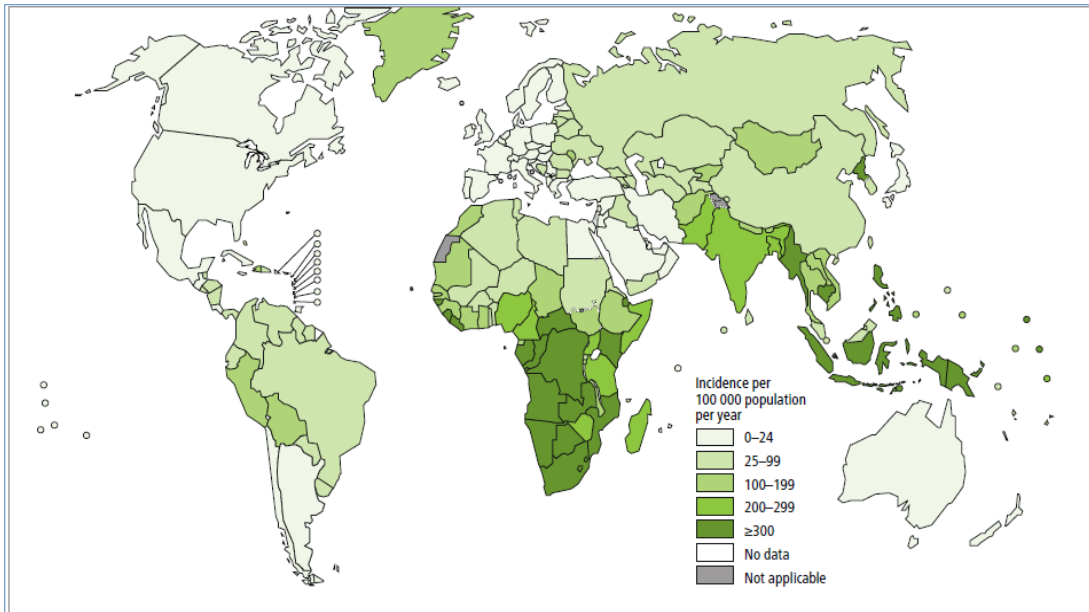 Incidence per
100 000 population
per year
0–24
25–99
100–199
200–299
≥300
No data
Not applicable